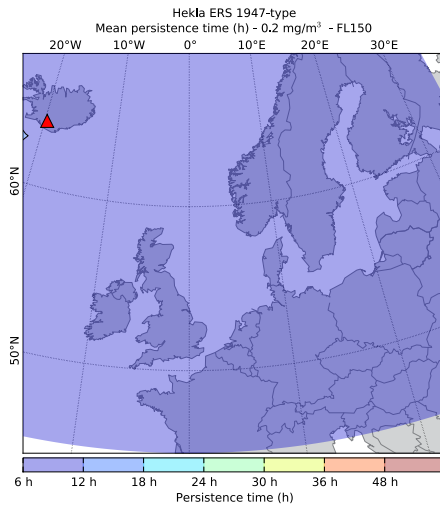 Hekla ERS 1947-type
Mean persistence time (h) - 0.2 mg/m³ - FL150
20°W 10°W 0° 10°E 20°E 30°E
60°N
50°N
6 h 12 h 18 h 24 h 30 h 36 h 48 h
Persistence time (h)